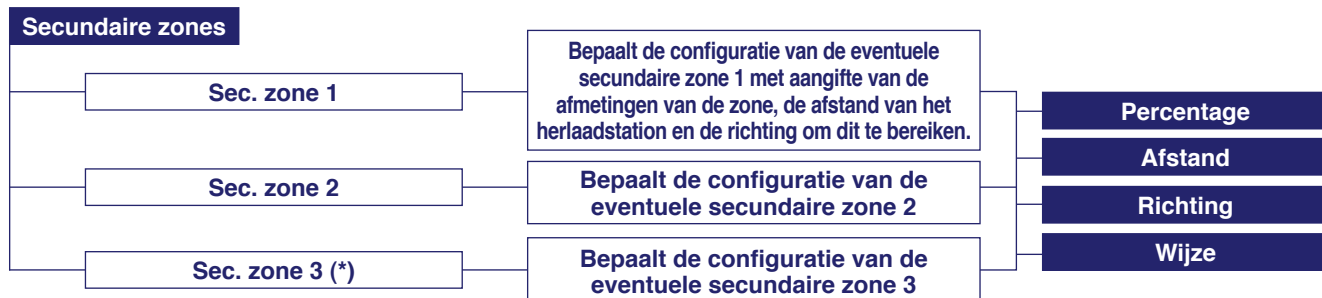 Secundaire zones
Sec. zone 1
Bepaalt de configuratie van de eventuele
secundaire zone 1 met aangifte van de
afmetingen van de zone, de afstand van het
herlaadstation en de richting om dit te bereiken.
Sec. zone 2
Bepaalt de configuratie van de
eventuele secundaire zone 2
Sec. zone 3 (*)
Bepaalt de configuratie van de
eventuele secundaire zone 3
Percentage
Afstand
Richting
Wijze